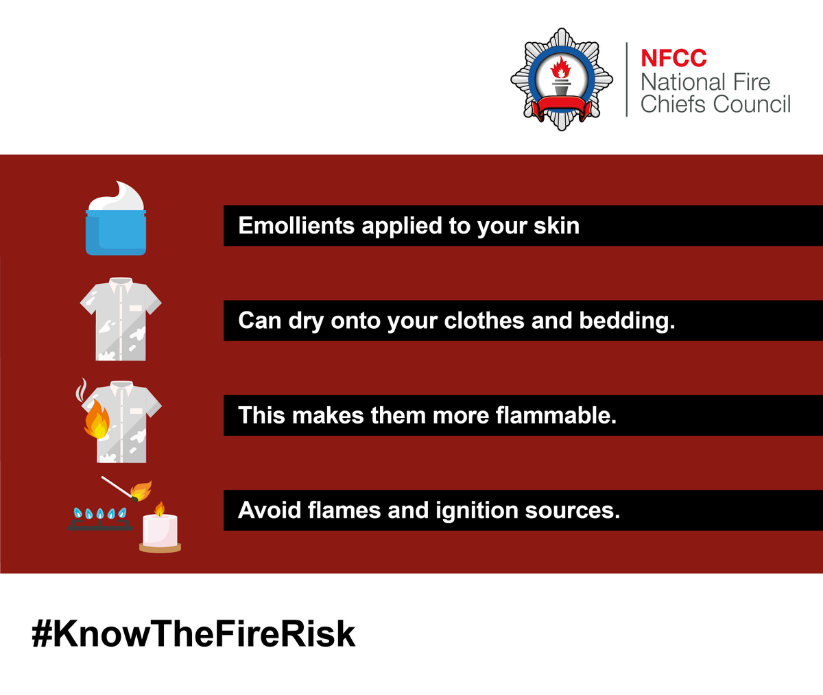 NFCC
National Fire
Chiefs Council
Emollients applied to your skin
Can dry onto your clothes and bedding.
This makes them more flammable.
Avoid flames and ignition sources.
#KnowTheFireRisk